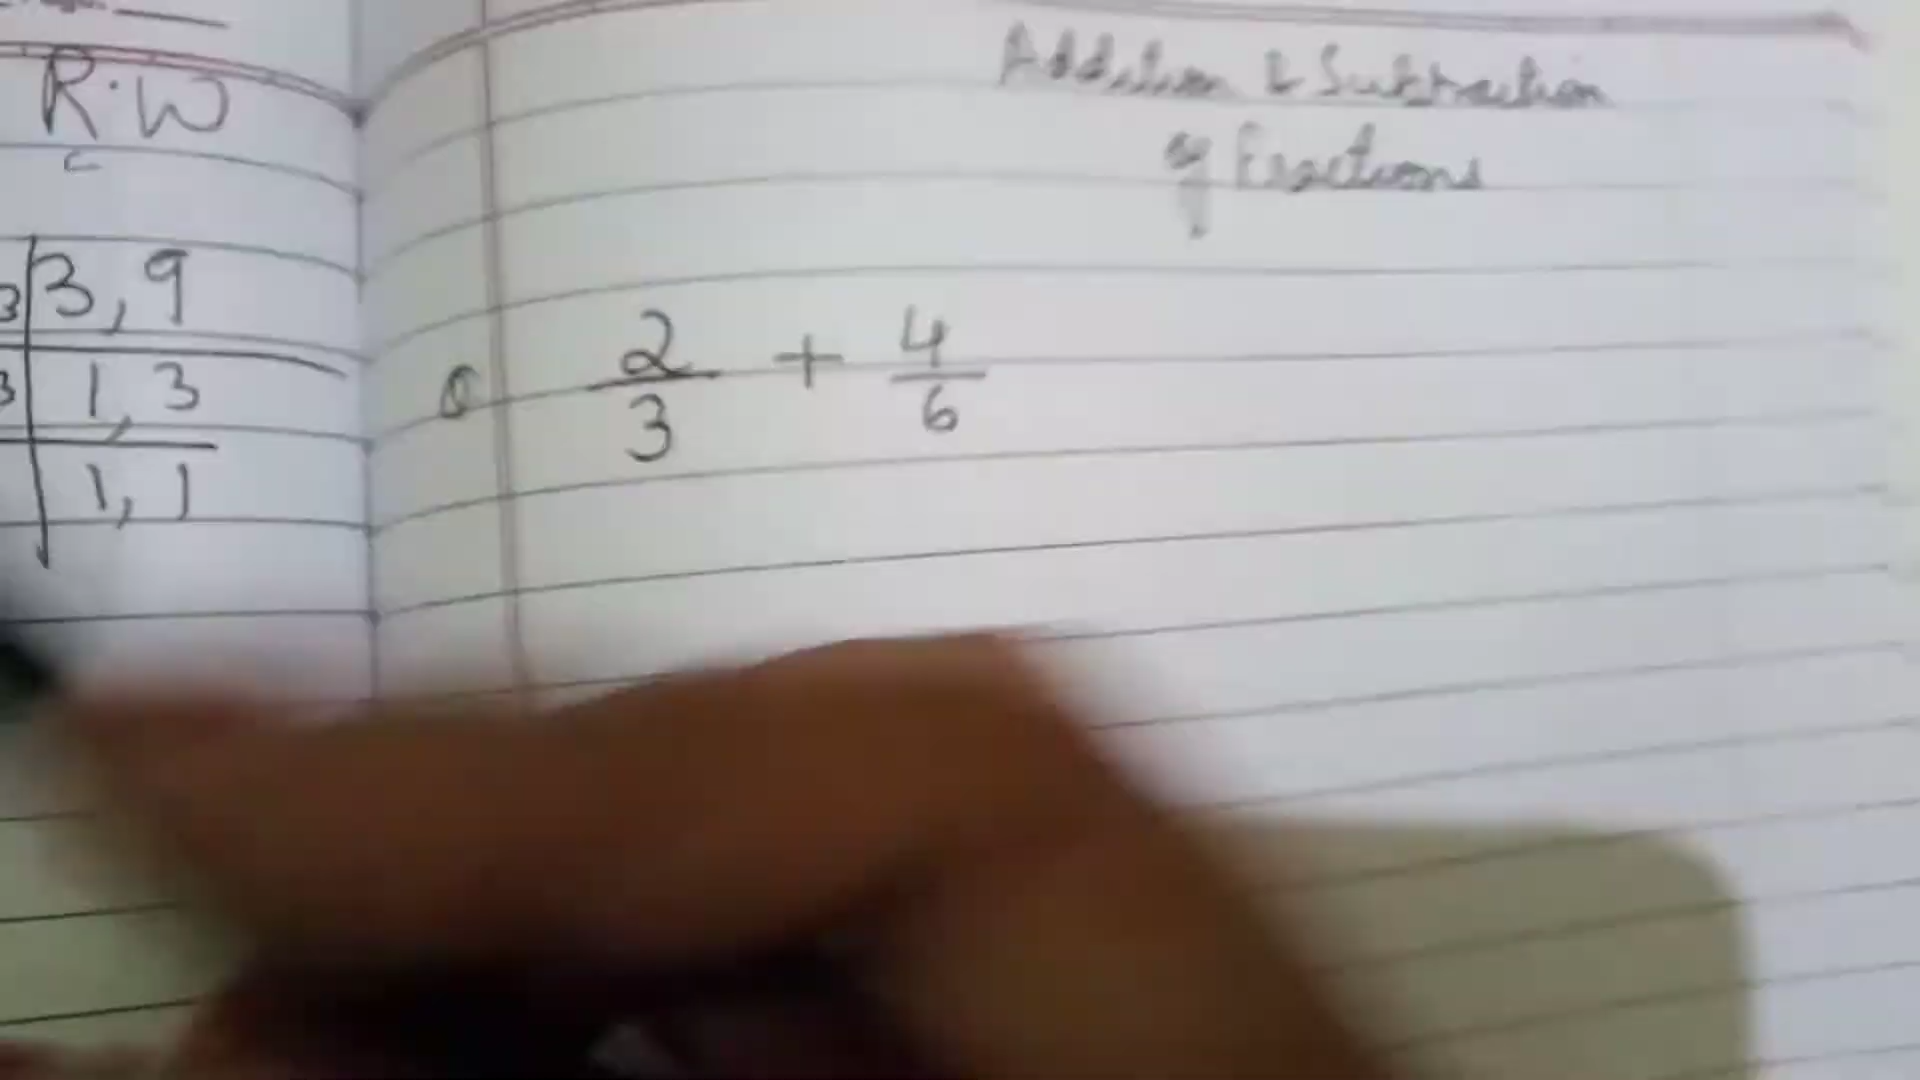 R.W
3|3, 9
3|1, 3
1, 1
Addition & Subtraction
of Fractions
2/3 + 4/6